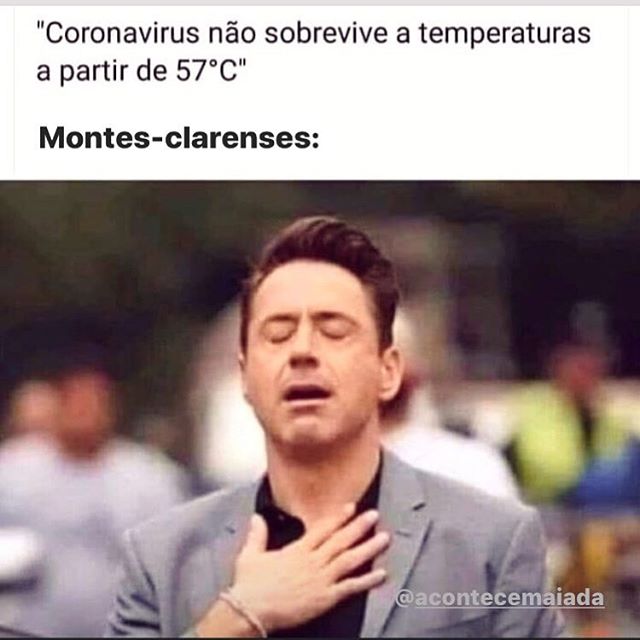 "Coronavirus não sobrevive a temperaturas
a partir de 57°C"
Montes-clarenses:
@acontecemaiada